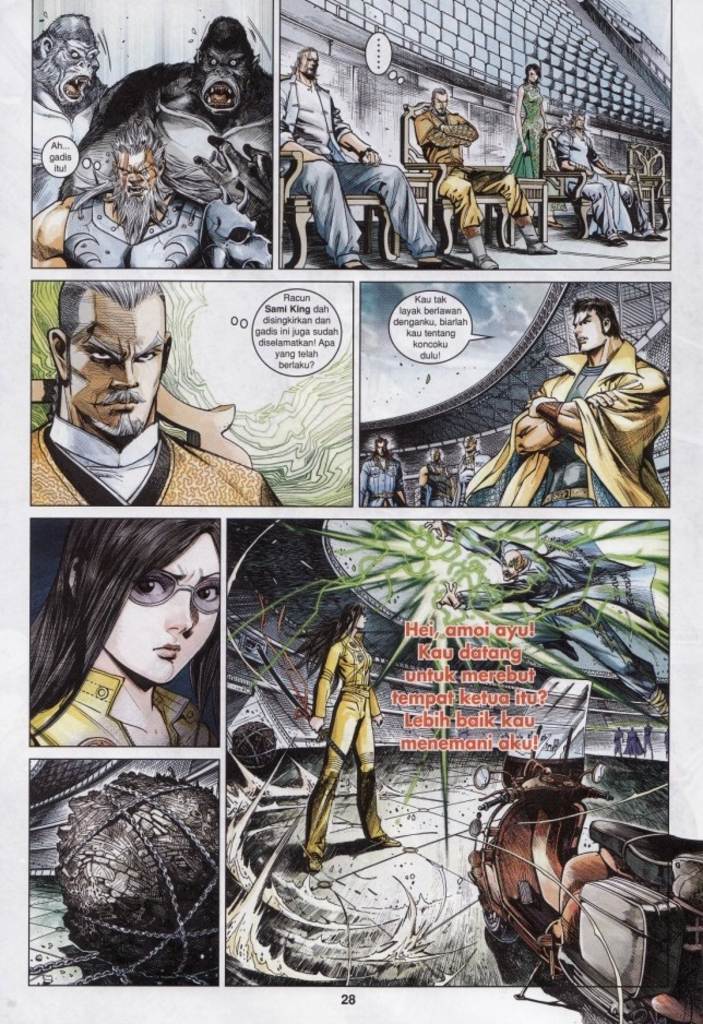 Ah...
gadis
itu!
......
Racun
Sami King dah
disingkirkan dan
gadis ini juga sudah
diselamatkan! Apa
yang telah
berlaku?
Kau tak
layak berlawan
denganku, biarlah
kau tentang
koncoku
dulu!
Hei, amoi ayu!
Kau datang
untuk merebut
tempat ketua itu?
Lebih baik kau
menemani aku!
28